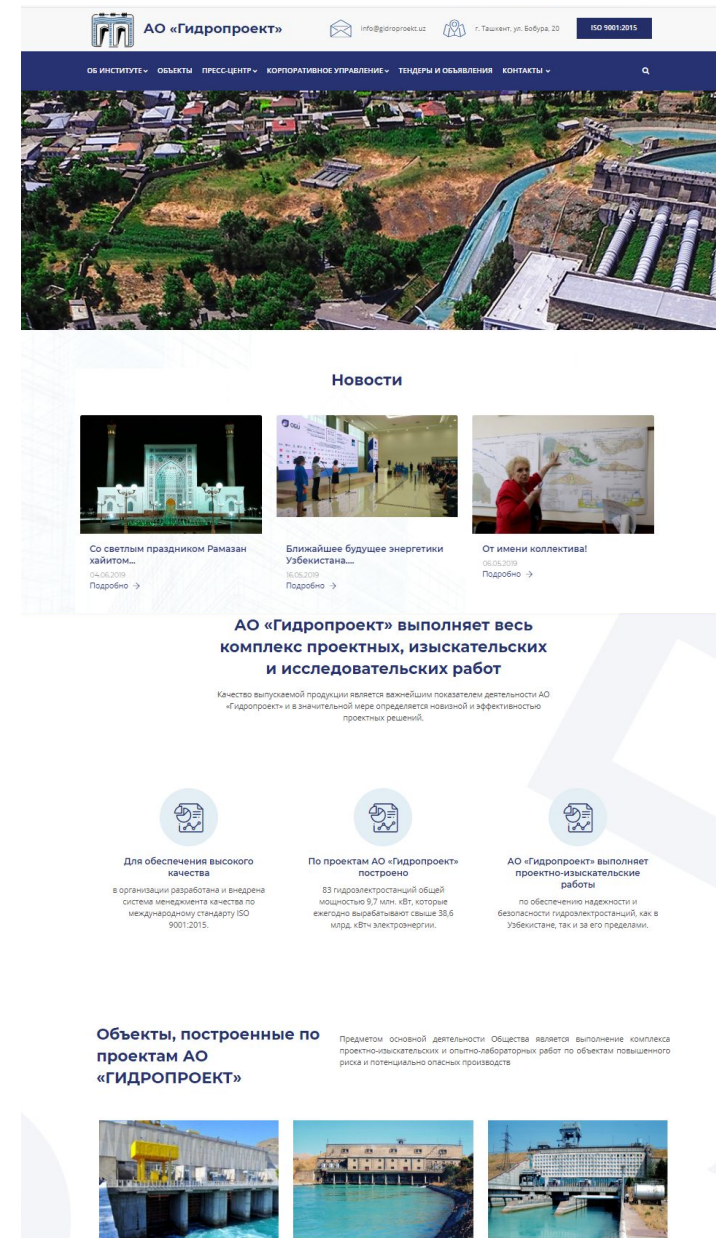 АО «Гидропроект»
info@gidroproekt.uz
г. Ташкент, ул. Бобура, 20
ISO 9001:2015
ОБ ИНСТИТУТЕ
ОБЪЕКТЫ
ПРЕСС-ЦЕНТР
КОРПОРАТИВНОЕ УПРАВЛЕНИЕ
ТЕНДЕРЫ И ОБЪЯВЛЕНИЯ
КОНТАКТЫ
Новости
Со светлым праздником Рамазан
хайитом...
04.06.2019
Подробно →
Ближайшее будущее энергетики
Узбекистана....
16.05.2019
Подробно →
От имени коллектива!
06.05.2019
Подробно →
АО «Гидропроект» выполняет весь
комплекс проектных, изыскательских
и исследовательских работ
Качество выпускаемой продукции является важнейшим показателем деятельности АО
«Гидропроект» и в значительной мере определяется новизной и эффективностью
проектных решений.
Для обеспечения высокого
качества
в организации разработана и внедрена
система менеджмента качества по
международному стандарту ISO
9001:2015.
По проектам АО «Гидропроект»
построено
83 гидроэлектростанций общей
мощностью 9,7 млн. кВт, которые
ежегодно вырабатывают свыше 38,6
млрд. кВтч электроэнергии.
АО «Гидропроект» выполняет
проектно-изыскательские
работы
по обеспечению надежности и
безопасности гидроэлектростанций, как в
Узбекистане, так и за его пределами.
Объекты, построенные по
проектам АО
«ГИДРОПРОЕКТ»
Предметом основной деятельности Общества является выполнение комплекса
проектно-изыскательских и опытно-лабораторных работ по объектам повышенного
риска и потенциально опасных производств